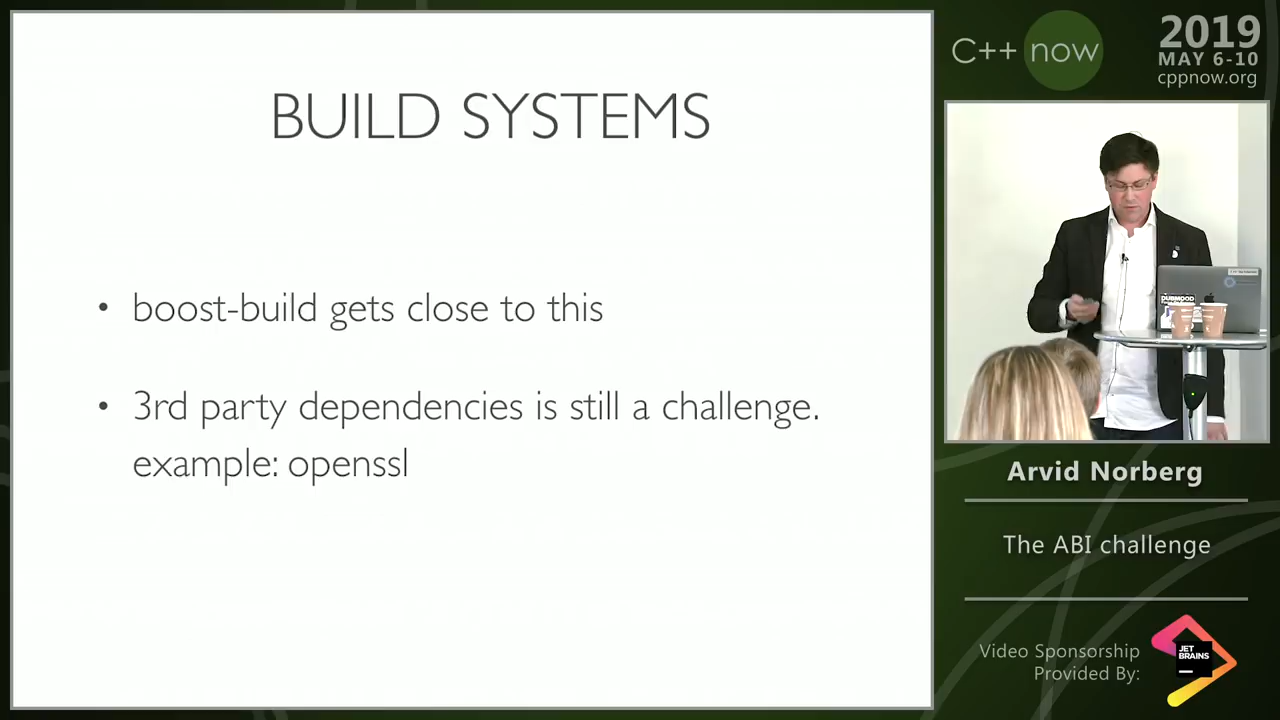 BUILD SYSTEMS
• boost-build gets close to this
• 3rd party dependencies is still a challenge.
example: openssl
C++ now
2019
MAY 6-10
cppnow.org
DUBMOOD
Arvid Norberg
The ABI challenge
Video Sponsorship
Provided By:
JET
BRAINS